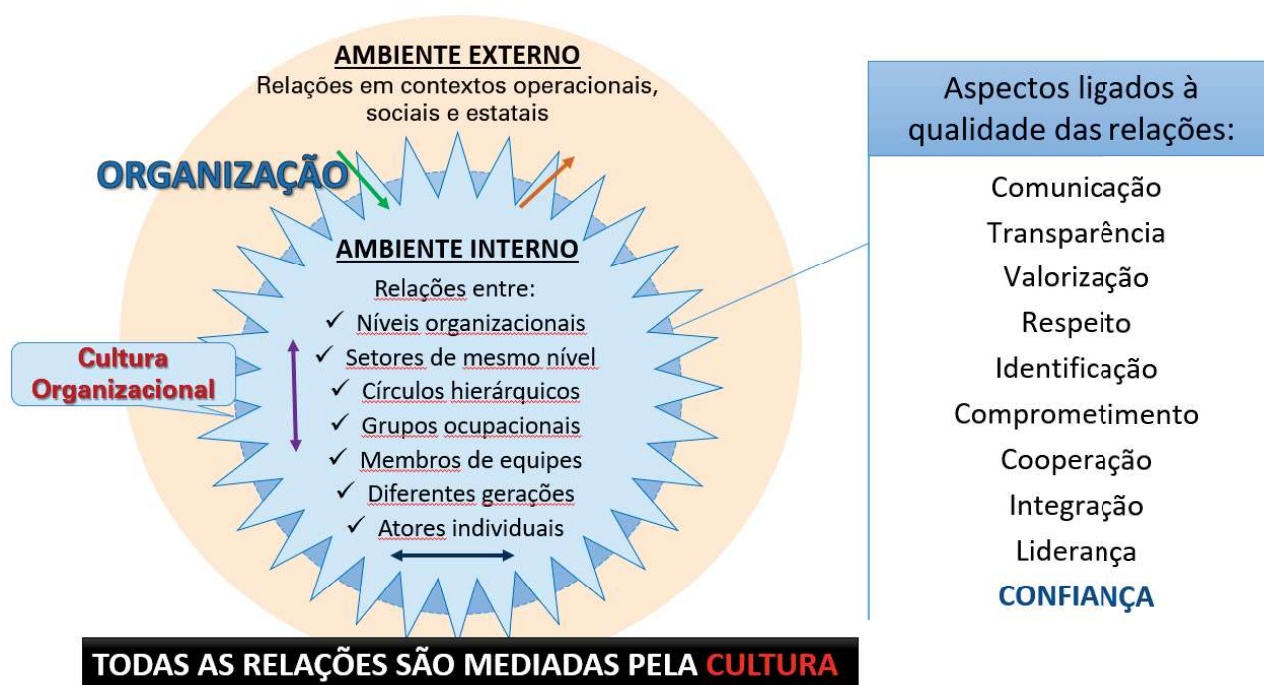 AMBIENTE EXTERNO
Relações em contextos operacionais,
sociais e estatais
ORGANIZAÇÃO
AMBIENTE INTERNO
Relações entre:
✓ Níveis organizacionais
✓ Setores de mesmo nível
✓ Círculos hierárquicos
✓ Grupos ocupacionais
✓ Membros de equipes
✓ Diferentes gerações
✓ Atores individuais
Cultura
Organizacional
TODAS AS RELAÇÕES SÃO MEDIADAS PELA CULTURA
Aspectos ligados à
qualidade das relações:
Comunicação
Transparência
Valorização
Respeito
Identificação
Comprometimento
Cooperação
Integração
Liderança
CONFIANÇA